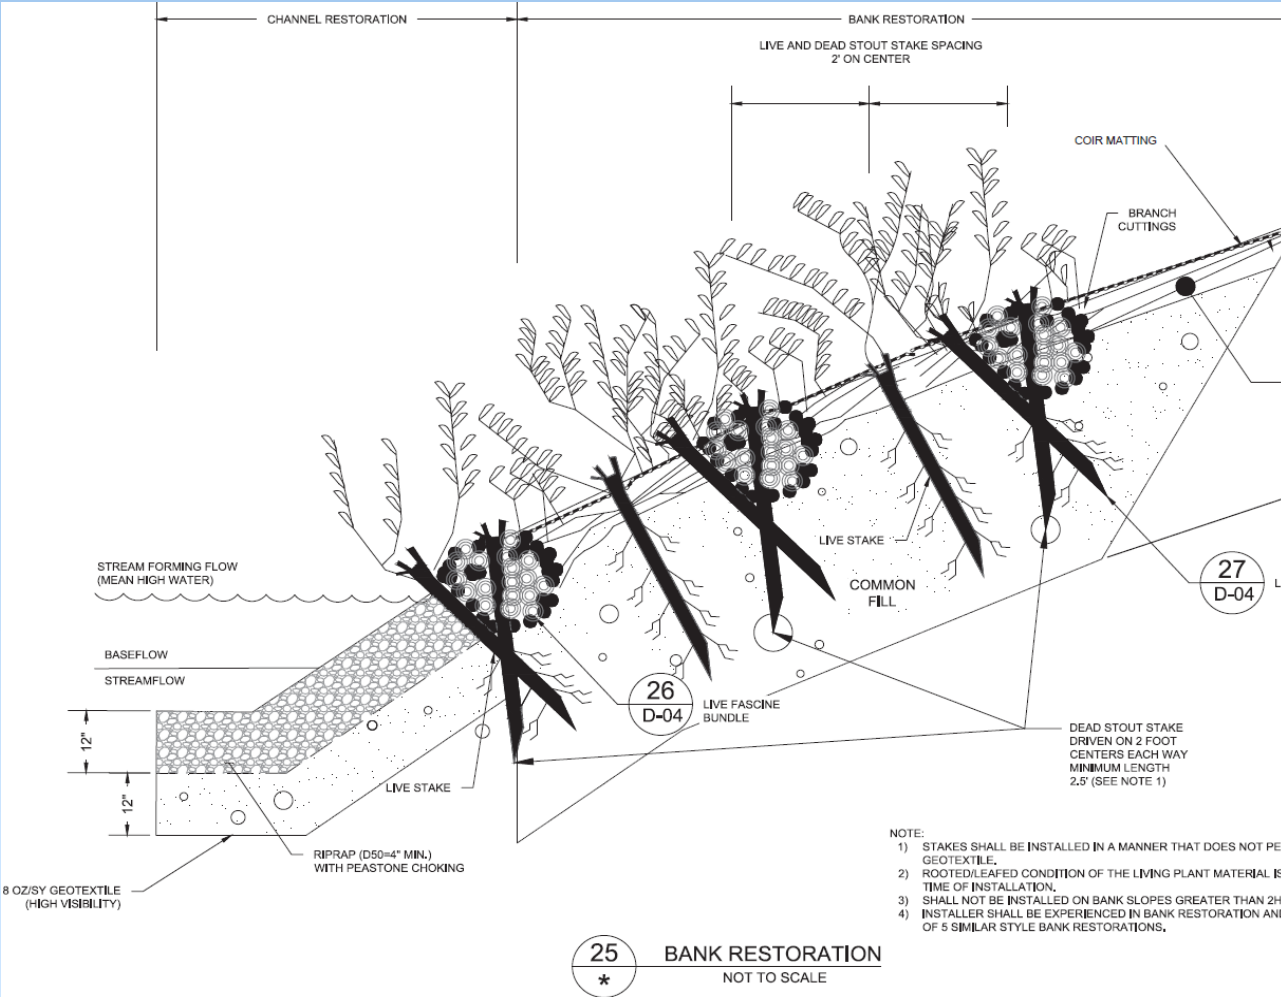 CHANNEL RESTORATION
BANK RESTORATION
LIVE AND DEAD STOUT STAKE SPACING
2' ON CENTER
COIR MATTING
BRANCH
CUTTINGS
STREAM FORMING FLOW
(MEAN HIGH WATER)
LIVE STAKE
COMMON
FILL
27
D-04
L
BASEFLOW
STREAMFLOW
26
D-04
LIVE FASCINE
BUNDLE
12"
12"
LIVE STAKE
DEAD STOUT STAKE
DRIVEN ON 2 FOOT
CENTERS EACH WAY
MINIMUM LENGTH
2.5' (SEE NOTE 1)
RIPRAP (D50=4" MIN.)
WITH PEASTONE CHOKING
8 OZ/SY GEOTEXTILE
(HIGH VISIBILITY)
NOTE:
1) STAKES SHALL BE INSTALLED IN A MANNER THAT DOES NOT PE
GEOTEXTILE.
2) ROOTED/LEAFED CONDITION OF THE LIVING PLANT MATERIAL IS
TIME OF INSTALLATION.
3) SHALL NOT BE INSTALLED ON BANK SLOPES GREATER THAN 2H
4) INSTALLER SHALL BE EXPERIENCED IN BANK RESTORATION AND
OF 5 SIMILAR STYLE BANK RESTORATIONS.
25
*
BANK RESTORATION
NOT TO SCALE